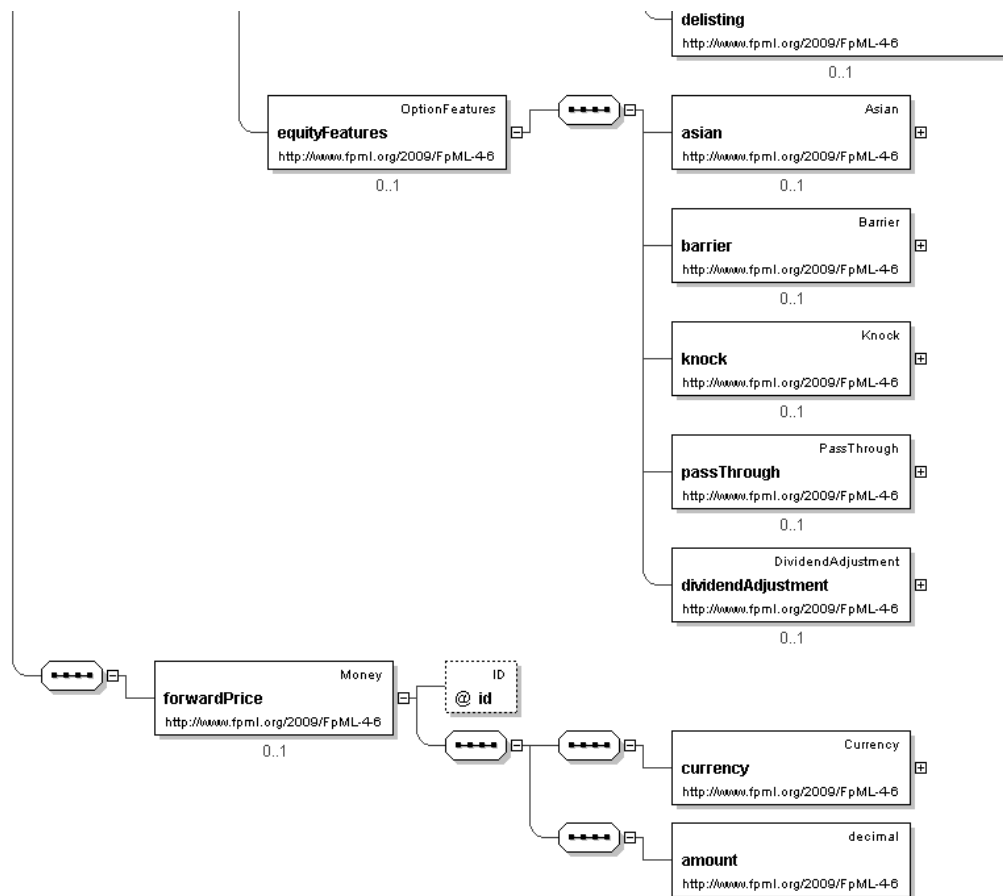 delisting
http://www.fpml.org/2009/FpML-4-6
0..1
OptionFeatures
equityFeatures
http://www.fpml.org/2009/FpML-4-6
0..1
Asian
asian
http://www.fpml.org/2009/FpML-4-6
0..1
Barrier
barrier
http://www.fpml.org/2009/FpML-4-6
0..1
Knock
knock
http://www.fpml.org/2009/FpML-4-6
0..1
PassThrough
passThrough
http://www.fpml.org/2009/FpML-4-6
0..1
DividendAdjustment
dividendAdjustment
http://www.fpml.org/2009/FpML-4-6
0..1
Money
forwardPrice
http://www.fpml.org/2009/FpML-4-6
0..1
ID
@ id
Currency
currency
http://www.fpml.org/2009/FpML-4-6
decimal
amount
http://www.fpml.org/2009/FpML-4-6